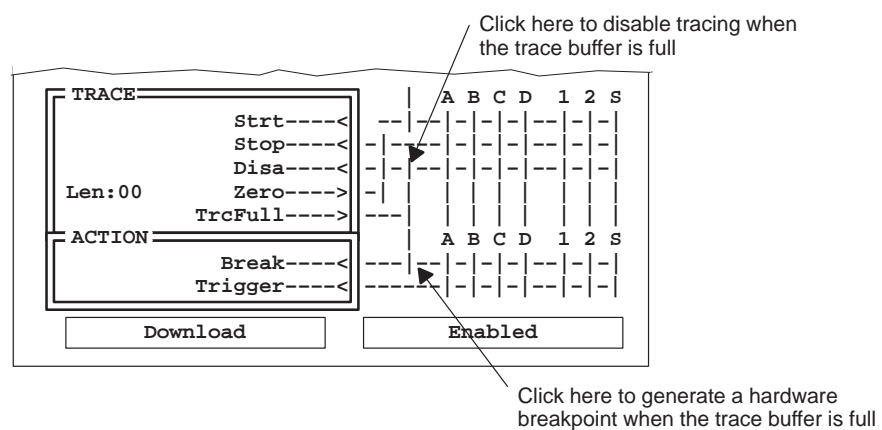 Click here to disable tracing when
the trace buffer is full
TRACE
A B C D 1 2 S
Strt----<
Stop----<
Disa----<
Len:00 Zero---->
TrcFull---->
ACTION
A B C D 1 2 S
Break----<
Trigger----<
Download
Enabled
Click here to generate a hardware
breakpoint when the trace buffer is full